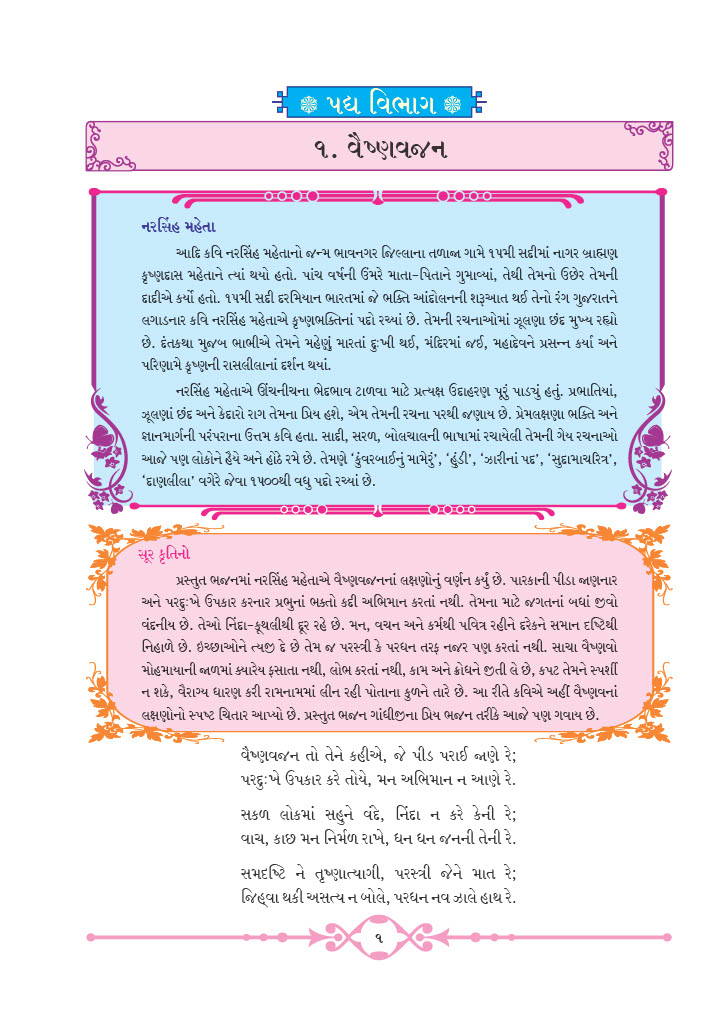 પદ્ય વિભાગ
૧. વૈષ્ણવજન
નરસિંહ મહેતા
આદિ કવિ નરસિંહ મહેતાનો જન્મ ભાવનગર જિલ્લાના તળાજા ગામે ૧૫મી સદીમાં નાગર બ્રાહ્મણ
કૃષ્ણદાસ મહેતાને ત્યાં થયો હતો. પાંચ વર્ષની ઉંમરે માતા-પિતાને ગુમાવ્યાં, તેથી તેમનો ઉછેર તેમની
દાદીએ કર્યો હતો. ૧૫મી સદી દરમિયાન ભારતમાં જે ભક્તિ આંદોલનની શરૂઆત થઈ તેનો રંગ ગુજરાતને
લગાડનાર કવિ નરસિંહ મહેતાએ કૃષ્ણભક્તિનાં પદો રચ્યાં છે. તેમની રચનાઓમાં ઝૂલણા છંદ મુખ્ય રહ્યો
છે. દંતકથા મુજબ ભાભીએ તેમને મહેણું મારતાં દુઃખી થઈ, મંદિરમાં જઈ, મહાદેવને પ્રસન્ન કર્યા અને
પરિણામે કૃષ્ણની રાસલીલાનાં દર્શન થયાં.
નરસિંહ મહેતાએ ઊંચનીચના ભેદભાવ ટાળવા માટે પ્રત્યક્ષ ઉદાહરણ પૂરું પાડ્યું હતું. પ્રભાતિયાં,
ઝૂલણાં છંદ અને કેદારો રાગ તેમના પ્રિય હશે, એમ તેમની રચના પરથી જણાય છે. પ્રેમલક્ષણા ભક્તિ અને
જ્ઞાનમાર્ગની પરંપરાના ઉત્તમ કવિ હતા. સાદી, સરળ, બોલચાલની ભાષામાં રચાયેલી તેમની ગેય રચનાઓ
આજે પણ લોકોને હૈયે અને હોઠે રમે છે. તેમણે ‘કુંવરબાઈનું મામેરું’, ‘હુંડી’, ‘ઝારીનાં પદ’, ‘સુદામાચરિત્ર’,
‘દાણલીલા’ વગેરે જેવા ૧૫૦૦થી વધુ પદો રચ્યાં છે.
સૂર કૃતિનો
પ્રસ્તુત ભજનમાં નરસિંહ મહેતાએ વૈષ્ણવજનનાં લક્ષણોનું વર્ણન કર્યું છે. પારકાની પીડા જાણનાર
અને પરદુઃખે ઉપકાર કરનાર પ્રભુનાં ભક્તો કદી અભિમાન કરતાં નથી. તેમના માટે જગતનાં બધાં જીવો
વંદનીય છે. તેઓ નિંદા-કૂથલીથી દૂર રહે છે. મન, વચન અને કર્મથી પવિત્ર રહીને દરેકને સમાન દૃષ્ટિથી
નિહાળે છે. ઇચ્છાઓને ત્યજી દે છે તેમ જ પરસ્ત્રી કે પરધન તરફ નજર પણ કરતાં નથી. સાચા વૈષ્ણવો
મોહમાયાની જાળમાં ક્યારેય ફસાતા નથી, લોભ કરતાં નથી, કામ અને ક્રોધને જીતી લે છે, કપટ તેમને સ્પર્શી
ન શકે, વૈરાગ્ય ધારણ કરી રામનામમાં લીન રહી પોતાના કુળને તારે છે. આ રીતે કવિએ અહીં વૈષ્ણવનાં
લક્ષણોનો સ્પષ્ટ ચિતાર આપ્યો છે. પ્રસ્તુત ભજન ગાંધીજીના પ્રિય ભજન તરીકે આજે પણ ગવાય છે.
વૈષ્ણવજન તો તેને કહીએ, જે પીડ પરાઈ જાણે રે;
પરદુઃખે ઉપકાર કરે તોયે, મન અભિમાન ન આણે રે.
સકળ લોકમાં સહુને વંદે, નિંદા ન કરે કેની રે;
વાચ, કાછ મન નિર્મળ રાખે, ધન ધન જનની તેની રે.
સમદૃષ્ટિ ને તૃષ્ણાત્યાગી, પરસ્ત્રી જેને માત રે;
જિહ્‌વા થકી અસત્ય ન બોલે, પરધન નવ ઝાલે હાથ રે.
૧